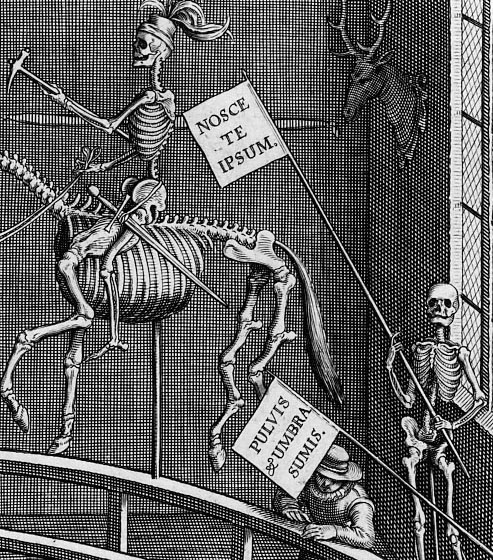 NOSCE
TE
IPSUM.
PULVIS
& UMBRA
SUMUS.